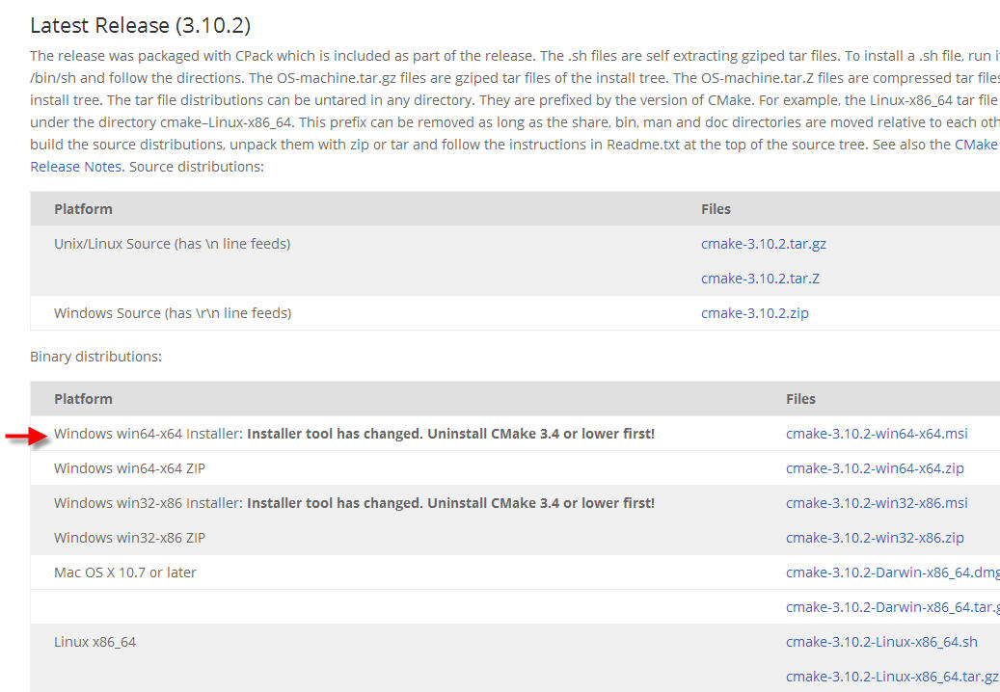 Latest Release (3.10.2)
The release was packaged with CPack which is included as part of the release. The .sh files are self extracting gziped tar files. To install a .sh file, run
/bin/sh and follow the directions. The OS-machine.tar.gz files are gziped tar files of the install tree. The OS-machine.tar.Z files are compressed tar files
install tree. The tar file distributions can be untared in any directory. They are prefixed by the version of CMake. For example, the Linux-x86_64 tar file
under the directory cmake–Linux-x86_64. This prefix can be removed as long as the share, bin, man and doc directories are moved relative to each
build the source distributions, unpack them with zip or tar and follow the instructions in Readme.txt at the top of the source tree. See also the CMake
Release Notes. Source distributions:
Platform Files
Unix/Linux Source (has \n line feeds) cmake-3.10.2.tar.gz
cmake-3.10.2.tar.Z
Windows Source (has \r\n line feeds) cmake-3.10.2.zip
Binary distributions:
Platform Files
Windows win64-x64 Installer: Installer tool has changed. Uninstall CMake 3.4 or lower first! cmake-3.10.2-win64-x64.msi
Windows win64-x64 ZIP cmake-3.10.2-win64-x64.zip
Windows win32-x86 Installer: Installer tool has changed. Uninstall CMake 3.4 or lower first! cmake-3.10.2-win32-x86.msi
Windows win32-x86 ZIP cmake-3.10.2-win32-x86.zip
Mac OS X 10.7 or later cmake-3.10.2-Darwin-x86_64.dmg
cmake-3.10.2-Darwin-x86_64.tar.g
Linux x86_64 cmake-3.10.2-Linux-x86_64.sh
cmake-3.10.2-Linux-x86_64.tar.gz